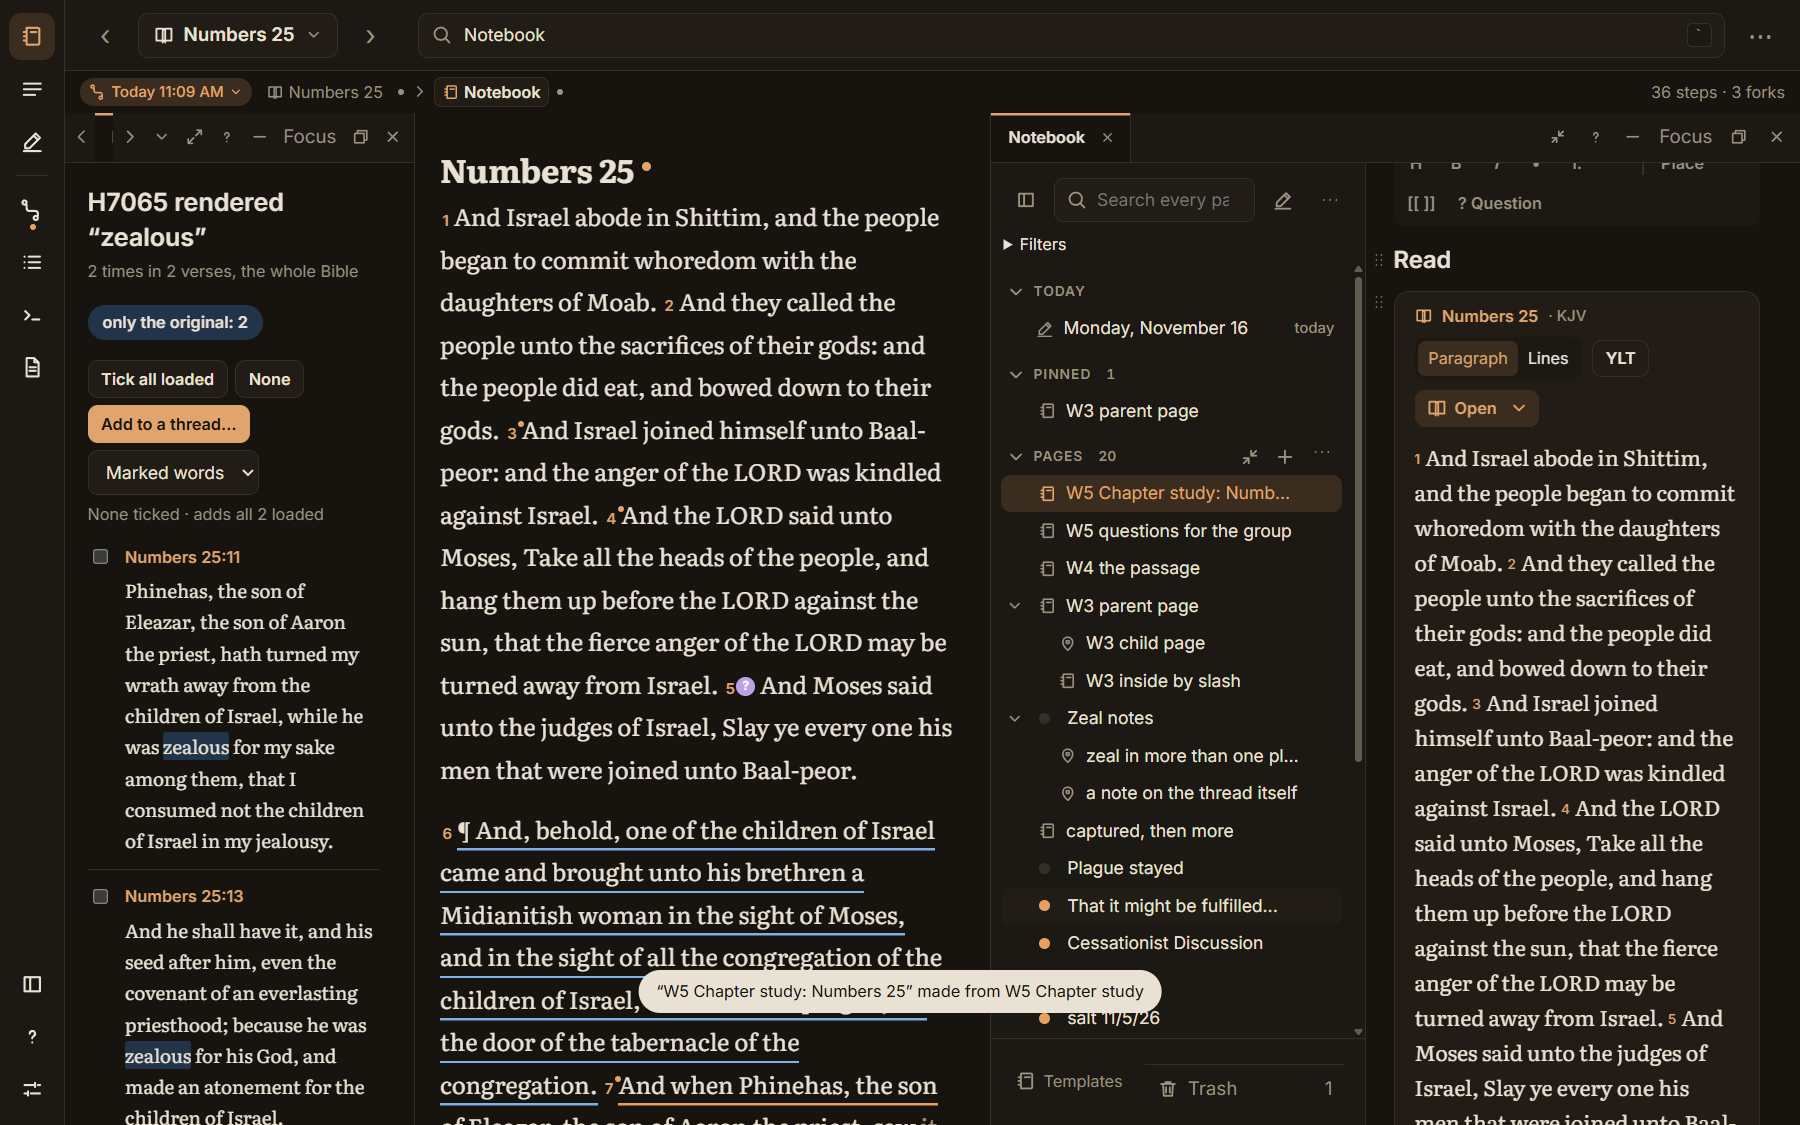 Numbers 25
Notebook
Today 11:09 AM
Numbers 25
Notebook
36 steps · 3 forks
Focus
H7065 rendered
“zealous”
2 times in 2 verses, the whole Bible
only the original: 2
Tick all loaded
None
Add to a thread...
Marked words
None ticked · adds all 2 loaded
Numbers 25:11
Phinehas, the son of
Eleazar, the son of Aaron
the priest, hath turned my
wrath away from the
children of Israel, while he
was zealous for my sake
among them, that I
consumed not the children
of Israel in my jealousy.
Numbers 25:13
And he shall have it, and his
seed after him, even the
covenant of an everlasting
priesthood; because he was
zealous for his God, and
made an atonement for the
children of Israel.
Numbers 25
1 And Israel abode in Shittim, and the people
began to commit whoredom with the
daughters of Moab. 2 And they called the
people unto the sacrifices of their gods: and
the people did eat, and bowed down to their
gods. 3 And Israel joined himself unto Baal-
peor: and the anger of the LORD was kindled
against Israel. 4 And the LORD said unto
Moses, Take all the heads of the people, and
hang them up before the LORD against the
sun, that the fierce anger of the LORD may be
turned away from Israel. 5 ? And Moses said
unto the judges of Israel, Slay ye every one his
men that were joined unto Baal-peor.
6 ¶ And, behold, one of the children of Israel
came and brought unto his brethren a
Midianitish woman in the sight of Moses,
and in the sight of all the congregation of the
children of Israel,
the door of the tabernacle of the
congregation. 7 And when Phinehas, the son
of Eleazar, the son of Aaron the priest, saw it
“W5 Chapter study: Numbers 25” made from W5 Chapter study
Notebook
Focus
Search every pa
Filters
TODAY
Monday, November 16 today
PINNED 1
W3 parent page
PAGES 20
W5 Chapter study: Numb...
W5 questions for the group
W4 the passage
W3 parent page
W3 child page
W3 inside by slash
Zeal notes
zeal in more than one pl...
a note on the thread itself
captured, then more
Plague stayed
That it might be fulfilled...
Cessationist Discussion
salt 11/5/26
Templates
Trash 1
H B I • 1. Place
[[ ]] ? Question
Read
Numbers 25 · KJV
Paragraph Lines YLT
Open
1 And Israel abode in Shittim,
and the people began to commit
whoredom with the daughters
of Moab. 2 And they called the
people unto the sacrifices of
their gods: and the people did
eat, and bowed down to their
gods. 3 And Israel joined
himself unto Baal-peor: and the
anger of the LORD was kindled
against Israel. 4 And the LORD
said unto Moses, Take all the
heads of the people, and hang
them up before the LORD
against the sun, that the fierce
anger of the LORD may be
turned away from Israel. 5 And
Moses said unto the judges of
Israel, Slay ye every one his
men that were joined unto Baal-